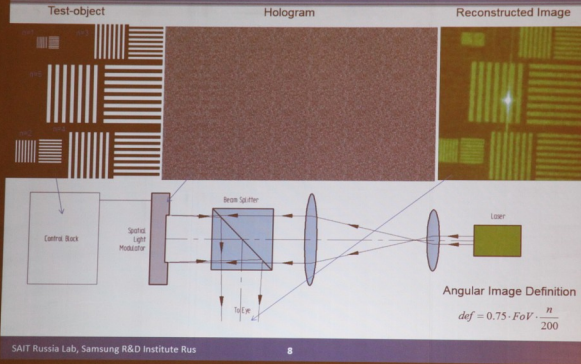 Test-object
Hologram
Reconstructed Image
Beam Splitter
Laser
Control Block
Spatial
Light
Modulator
To Eye
Angular Image Definition
def = 0.75 · FoV · n/200
SAIT Russia Lab, Samsung R&D Institute Rus
8